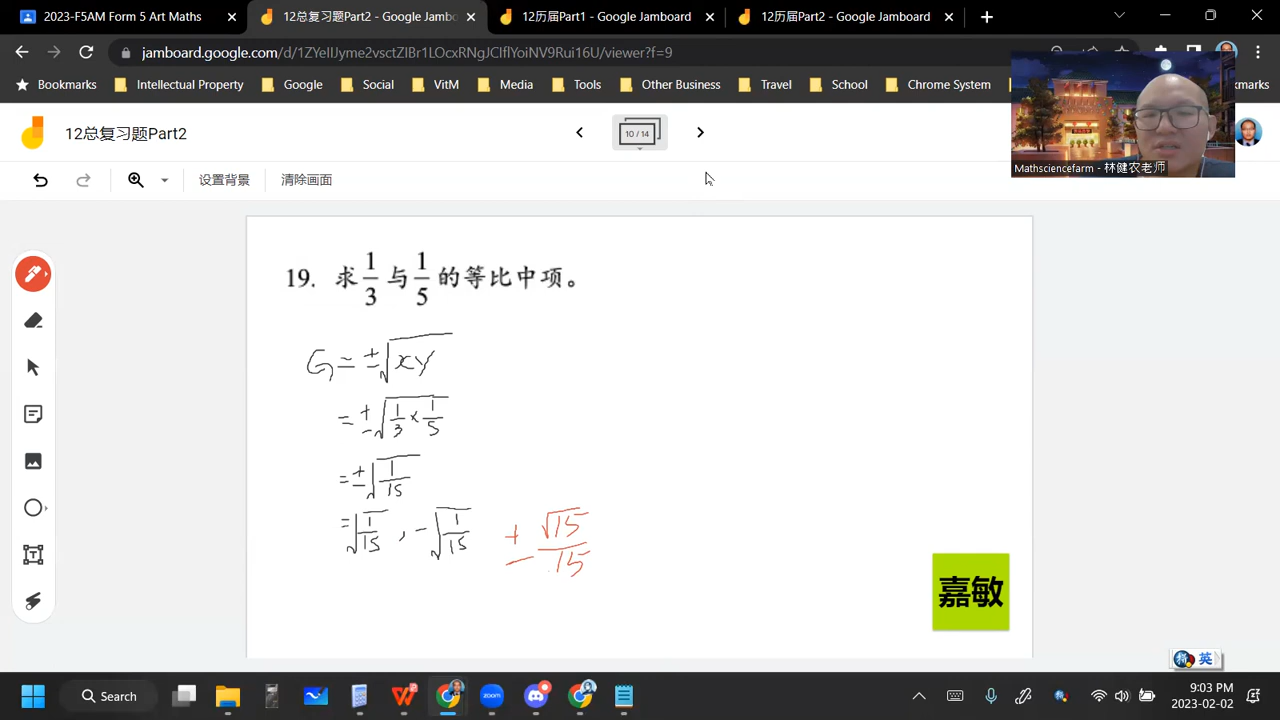 2023-F5AM Form 5 Art Maths
12总复习题Part2 - Google Jambo
12历届Part1 - Google Jamboard
12历届Part2 - Google Jamboard
jamboard.google.com/d/1ZYeIIJyme2vsctZlBr1LOcxRNgJClflYoiNV9Rui16U/viewer?f=9
Bookmarks
Intellectual Property
Google
Social
VitM
Media
Tools
Other Business
Travel
School
Chrome System
kmarks
12总复习题Part2
10 / 14
Mathsciencefarm - 林健农老师
设置背景
清除画面
19. 求 1/3 与 1/5 的等比中项。
G = ±√xy
= ±√(1/3 × 1/5)
= ±√(1/15)
= √(1/15) , -√(1/15) ± √15/15
嘉敏
英
Search
9:03 PM
2023-02-02